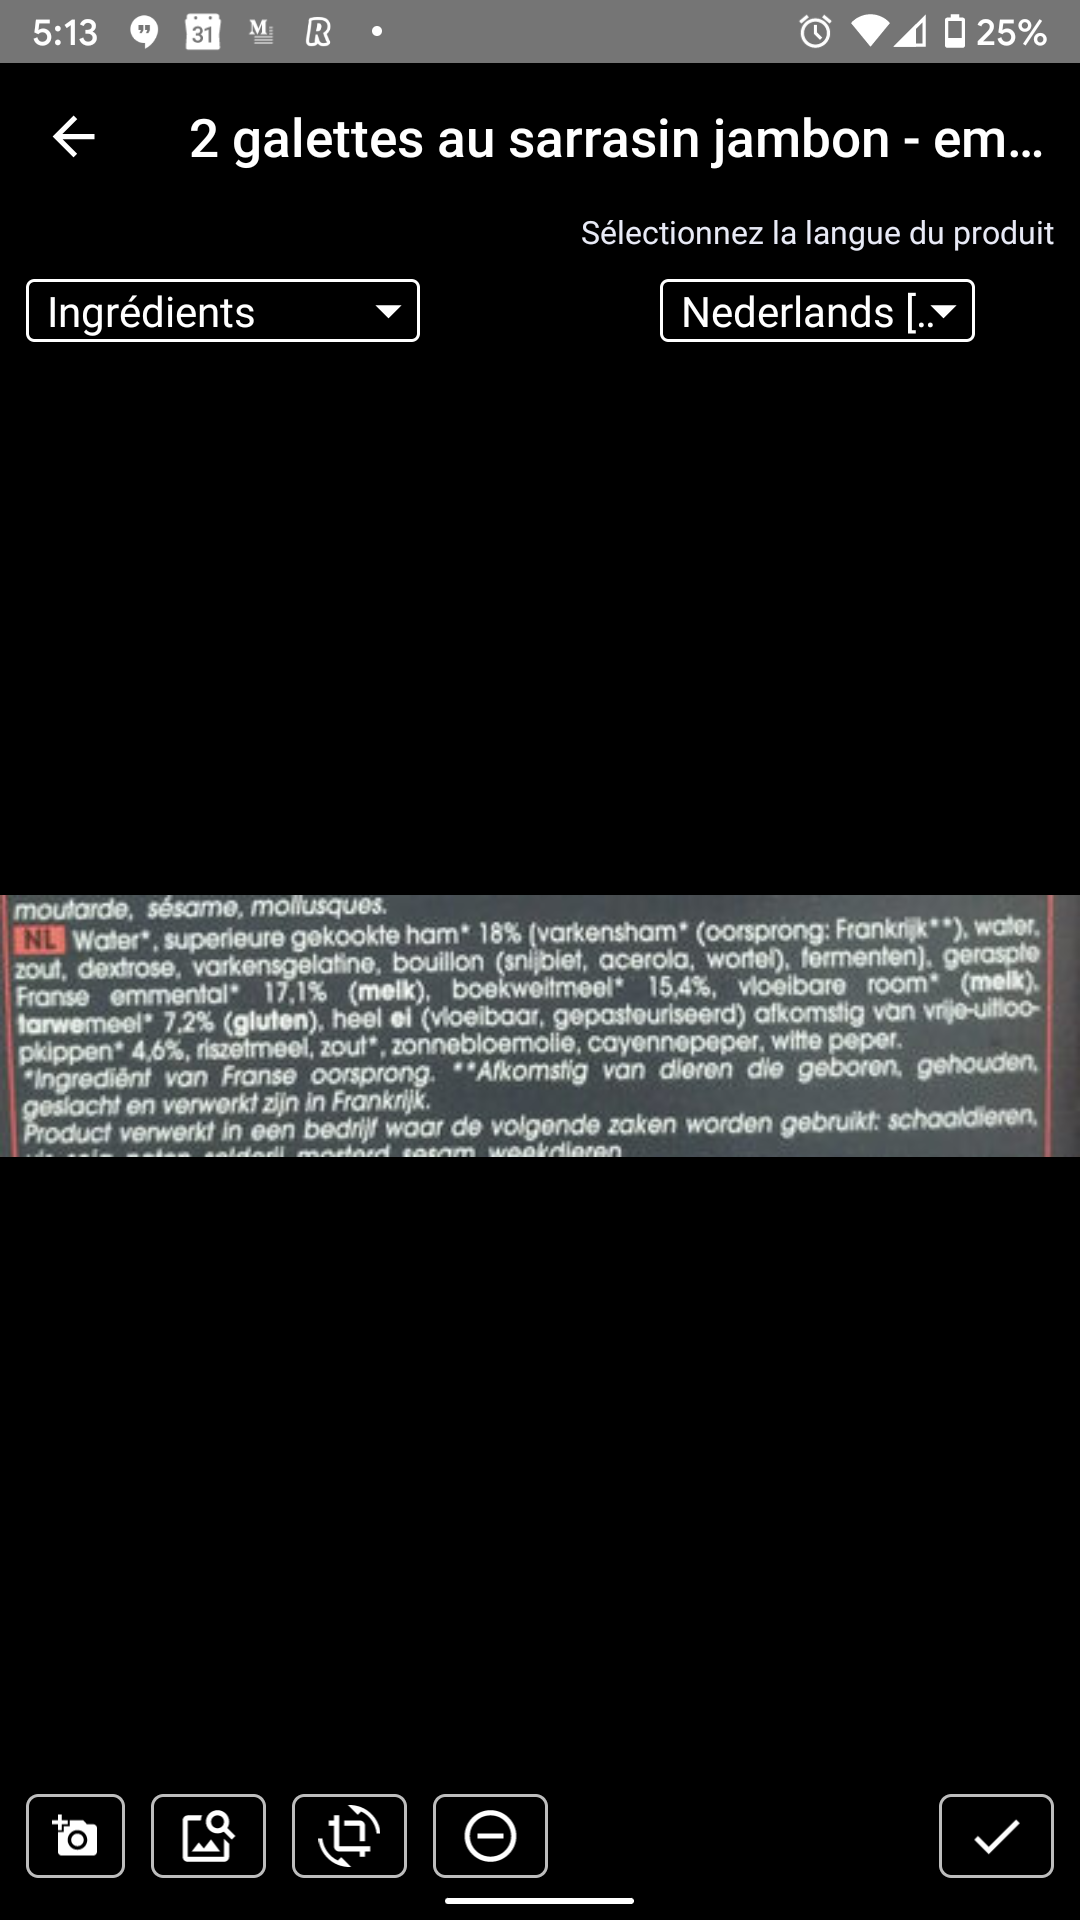 5:13
31
M
R
25%
2 galettes au sarrasin jambon - em...
Sélectionnez la langue du produit
Ingrédients
Nederlands [..
moutarde, sésame, mollusques.
NL Water*, superieure gekookte ham* 18% [varkensham* (oorsprong: Frankrijk**), water,
zout, dextrose, varkensgelatine, bouillon (snijbiet, acerola, wortel), fermenten], geraspte
Franse emmental* 17,1% (melk), boekweitmeel* 15,4%, vloeibare room* (melk),
tarwemeel* 7,2% (gluten), heel ei (vloeibaar, gepasteuriseerd) afkomstig van vrije-uitloo-
pkippen* 4,6%, riszetmeel, zout*, zonnebloemolie, cayennepeper, witte peper.
*Ingrediënt van Franse oorsprong. **Afkomstig van dieren die geboren, gehouden,
geslacht en verwerkt zijn in Frankrijk.
Product verwerkt in een bedrijf waar de volgende zaken worden gebruikt: schaaldieren,
vis, soja, noten, selderij, mosterd, sesam, weekdieren